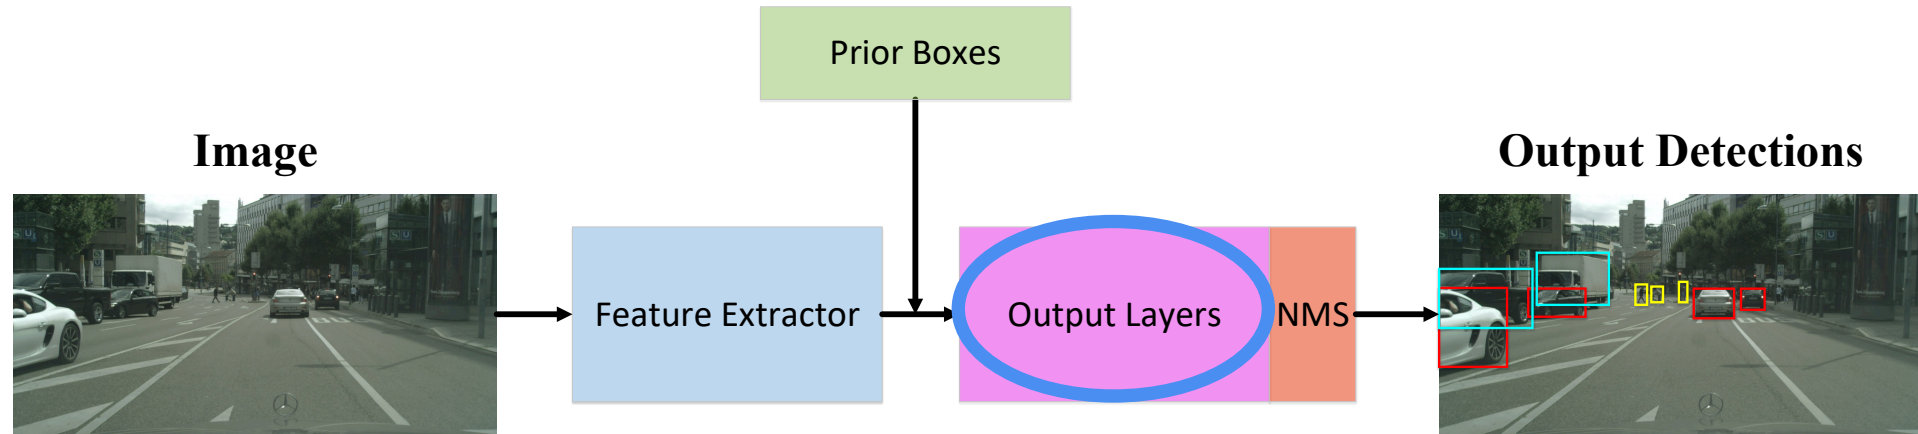 Prior Boxes
Image
Output Detections
Feature Extractor
Output Layers
NMS